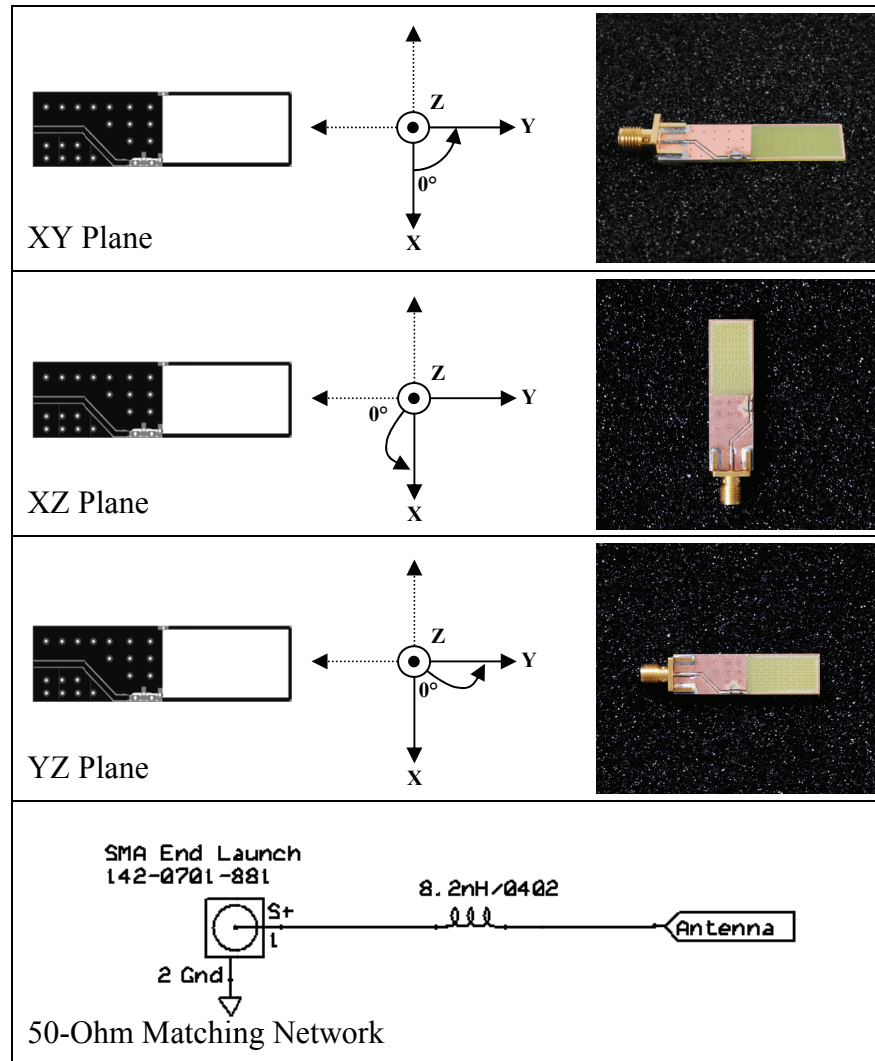 Z
Y
0°
X
XY Plane
Z
0°
Y
X
XZ Plane
Z
Y
0°
X
YZ Plane
SMA End Launch
142-0701-881
8.2nH/0402
S+
1
Antenna
2 Gnd
50-Ohm Matching Network